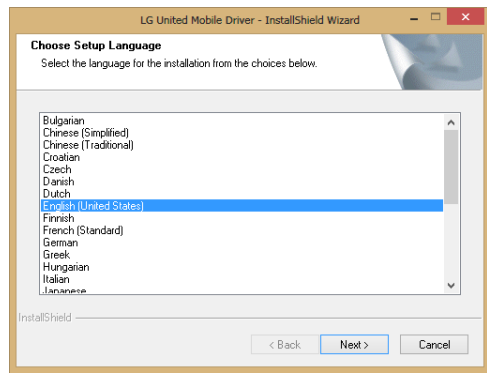 LG United Mobile Driver - InstallShield Wizard
Choose Setup Language
Select the language for the installation from the choices below.
Bulgarian
Chinese (Simplified)
Chinese (Traditional)
Croatian
Czech
Danish
Dutch
English (United States)
Finnish
French (Standard)
German
Greek
Hungarian
Italian
Japanese
InstallShield
< Back
Next >
Cancel